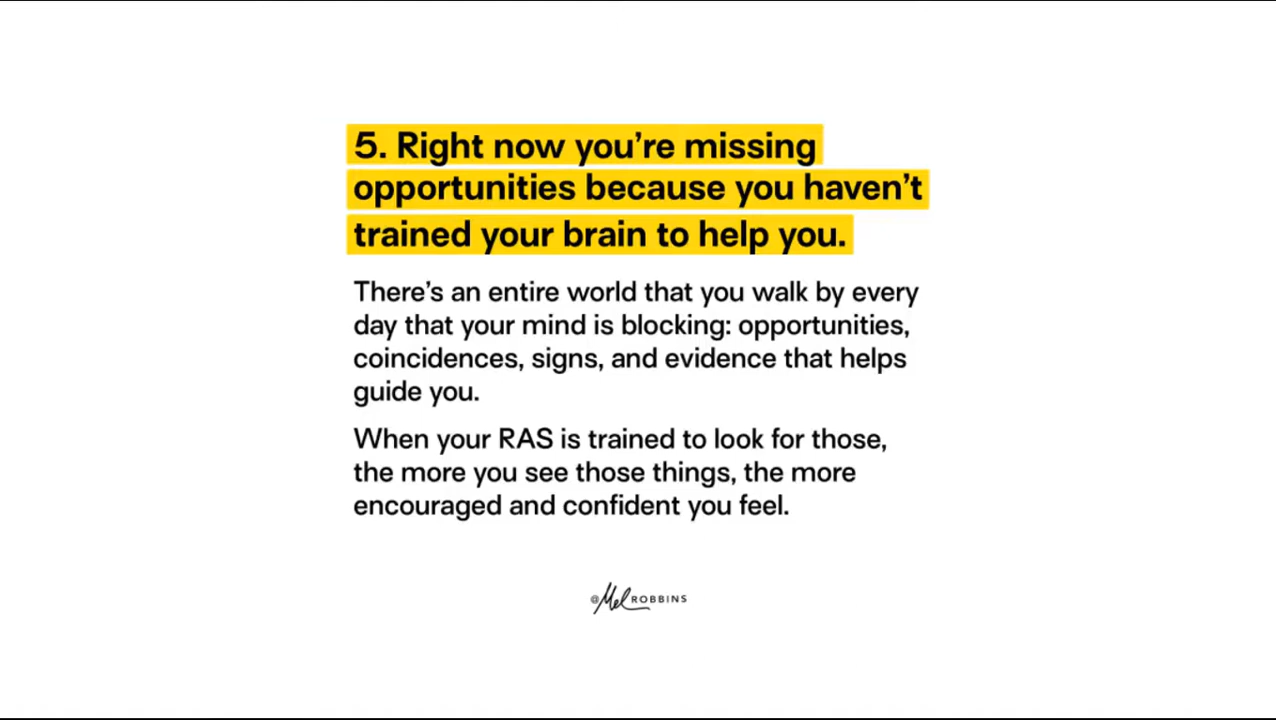 5. Right now you’re missing
opportunities because you haven’t
trained your brain to help you.
There’s an entire world that you walk by every
day that your mind is blocking: opportunities,
coincidences, signs, and evidence that helps
guide you.
When your RAS is trained to look for those,
the more you see those things, the more
encouraged and confident you feel.
@Mel ROBBINS